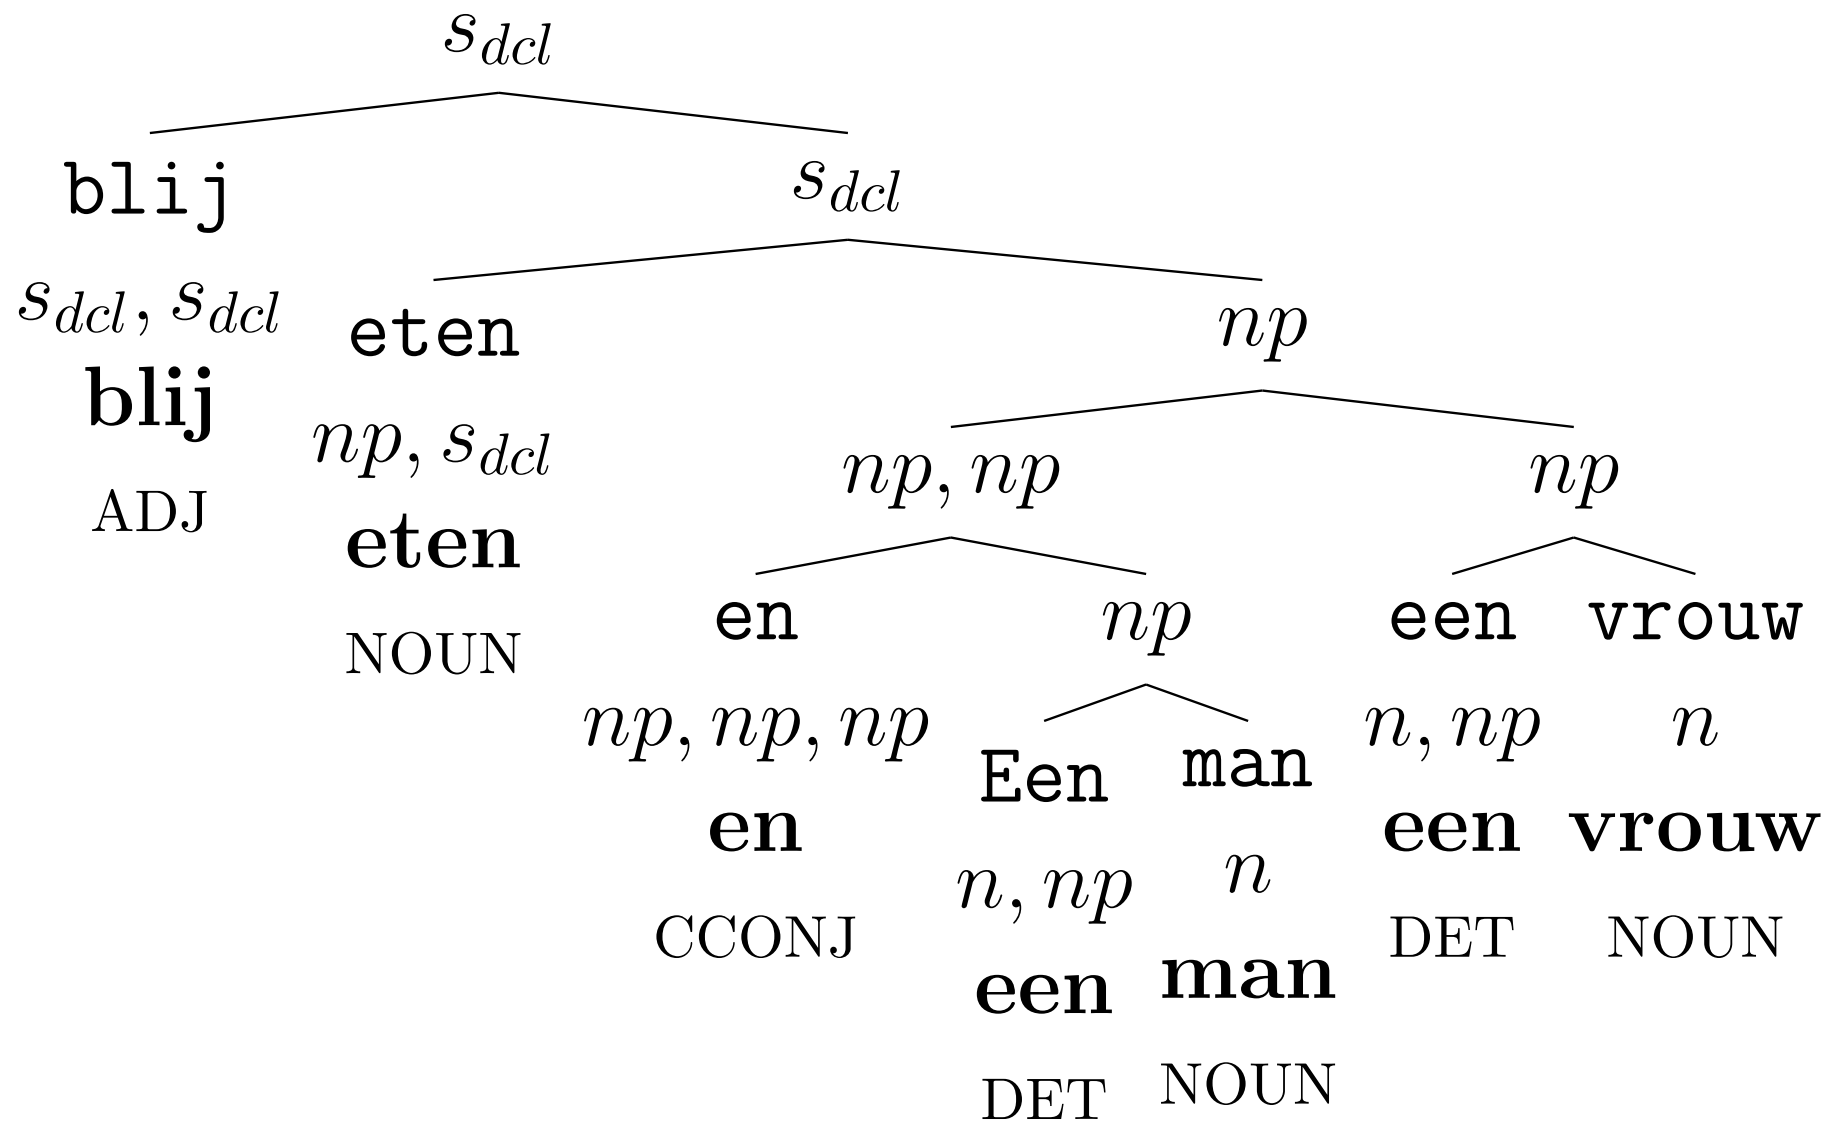 s_dcl
blij
s_dcl, s_dcl
blij
ADJ
s_dcl
eten
np, s_dcl
eten
NOUN
np
np, np
np
en
np, np, np
en
CCONJ
np
Een
n, np
een
DET
man
n
man
NOUN
een
n, np
een
DET
vrouw
n
vrouw
NOUN